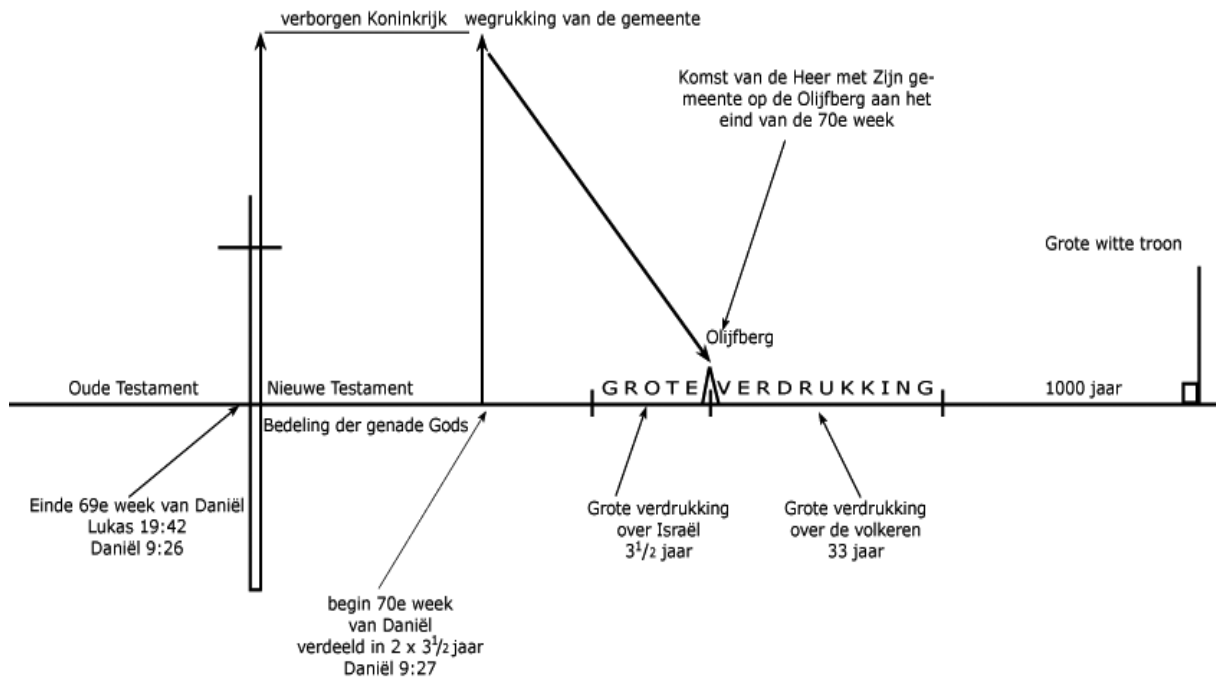 verborgen Koninkrijk
wegrukking van de gemeente
Komst van de Heer met Zijn ge-
meente op de Olijfberg aan het
eind van de 70e week
Grote witte troon
Olijfberg
Oude Testament
Nieuwe Testament
GROTE VERDRUKKING
1000 jaar
Bedeling der genade Gods
Einde 69e week van Daniël
Lukas 19:42
Daniël 9:26
Grote verdrukking
over Israël
3 1/2 jaar
Grote verdrukking
over de volkeren
33 jaar
begin 70e week
van Daniël
verdeeld in 2 x 3 1/2 jaar
Daniël 9:27